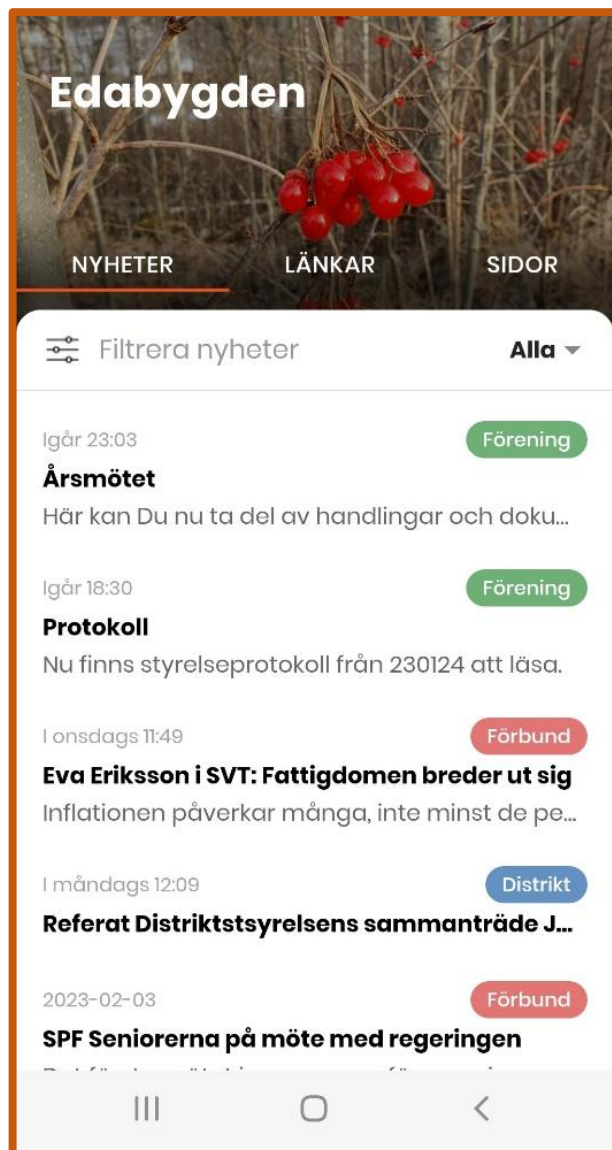 Edabygden
NYHETER LÄNKAR SIDOR
Filtrera nyheter Alla
Igår 23:03 Förening
Årsmötet
Här kan Du nu ta del av handlingar och doku...
Igår 18:30 Förening
Protokoll
Nu finns styrelseprotokoll från 230124 att läsa.
I onsdags 11:49 Förbund
Eva Eriksson i SVT: Fattigdomen breder ut sig
Inflationen påverkar många, inte minst de pe...
I måndags 12:09 Distrikt
Referat Distriktstsyrelsens sammanträde J...
2023-02-03 Förbund
SPF Seniorerna på möte med regeringen